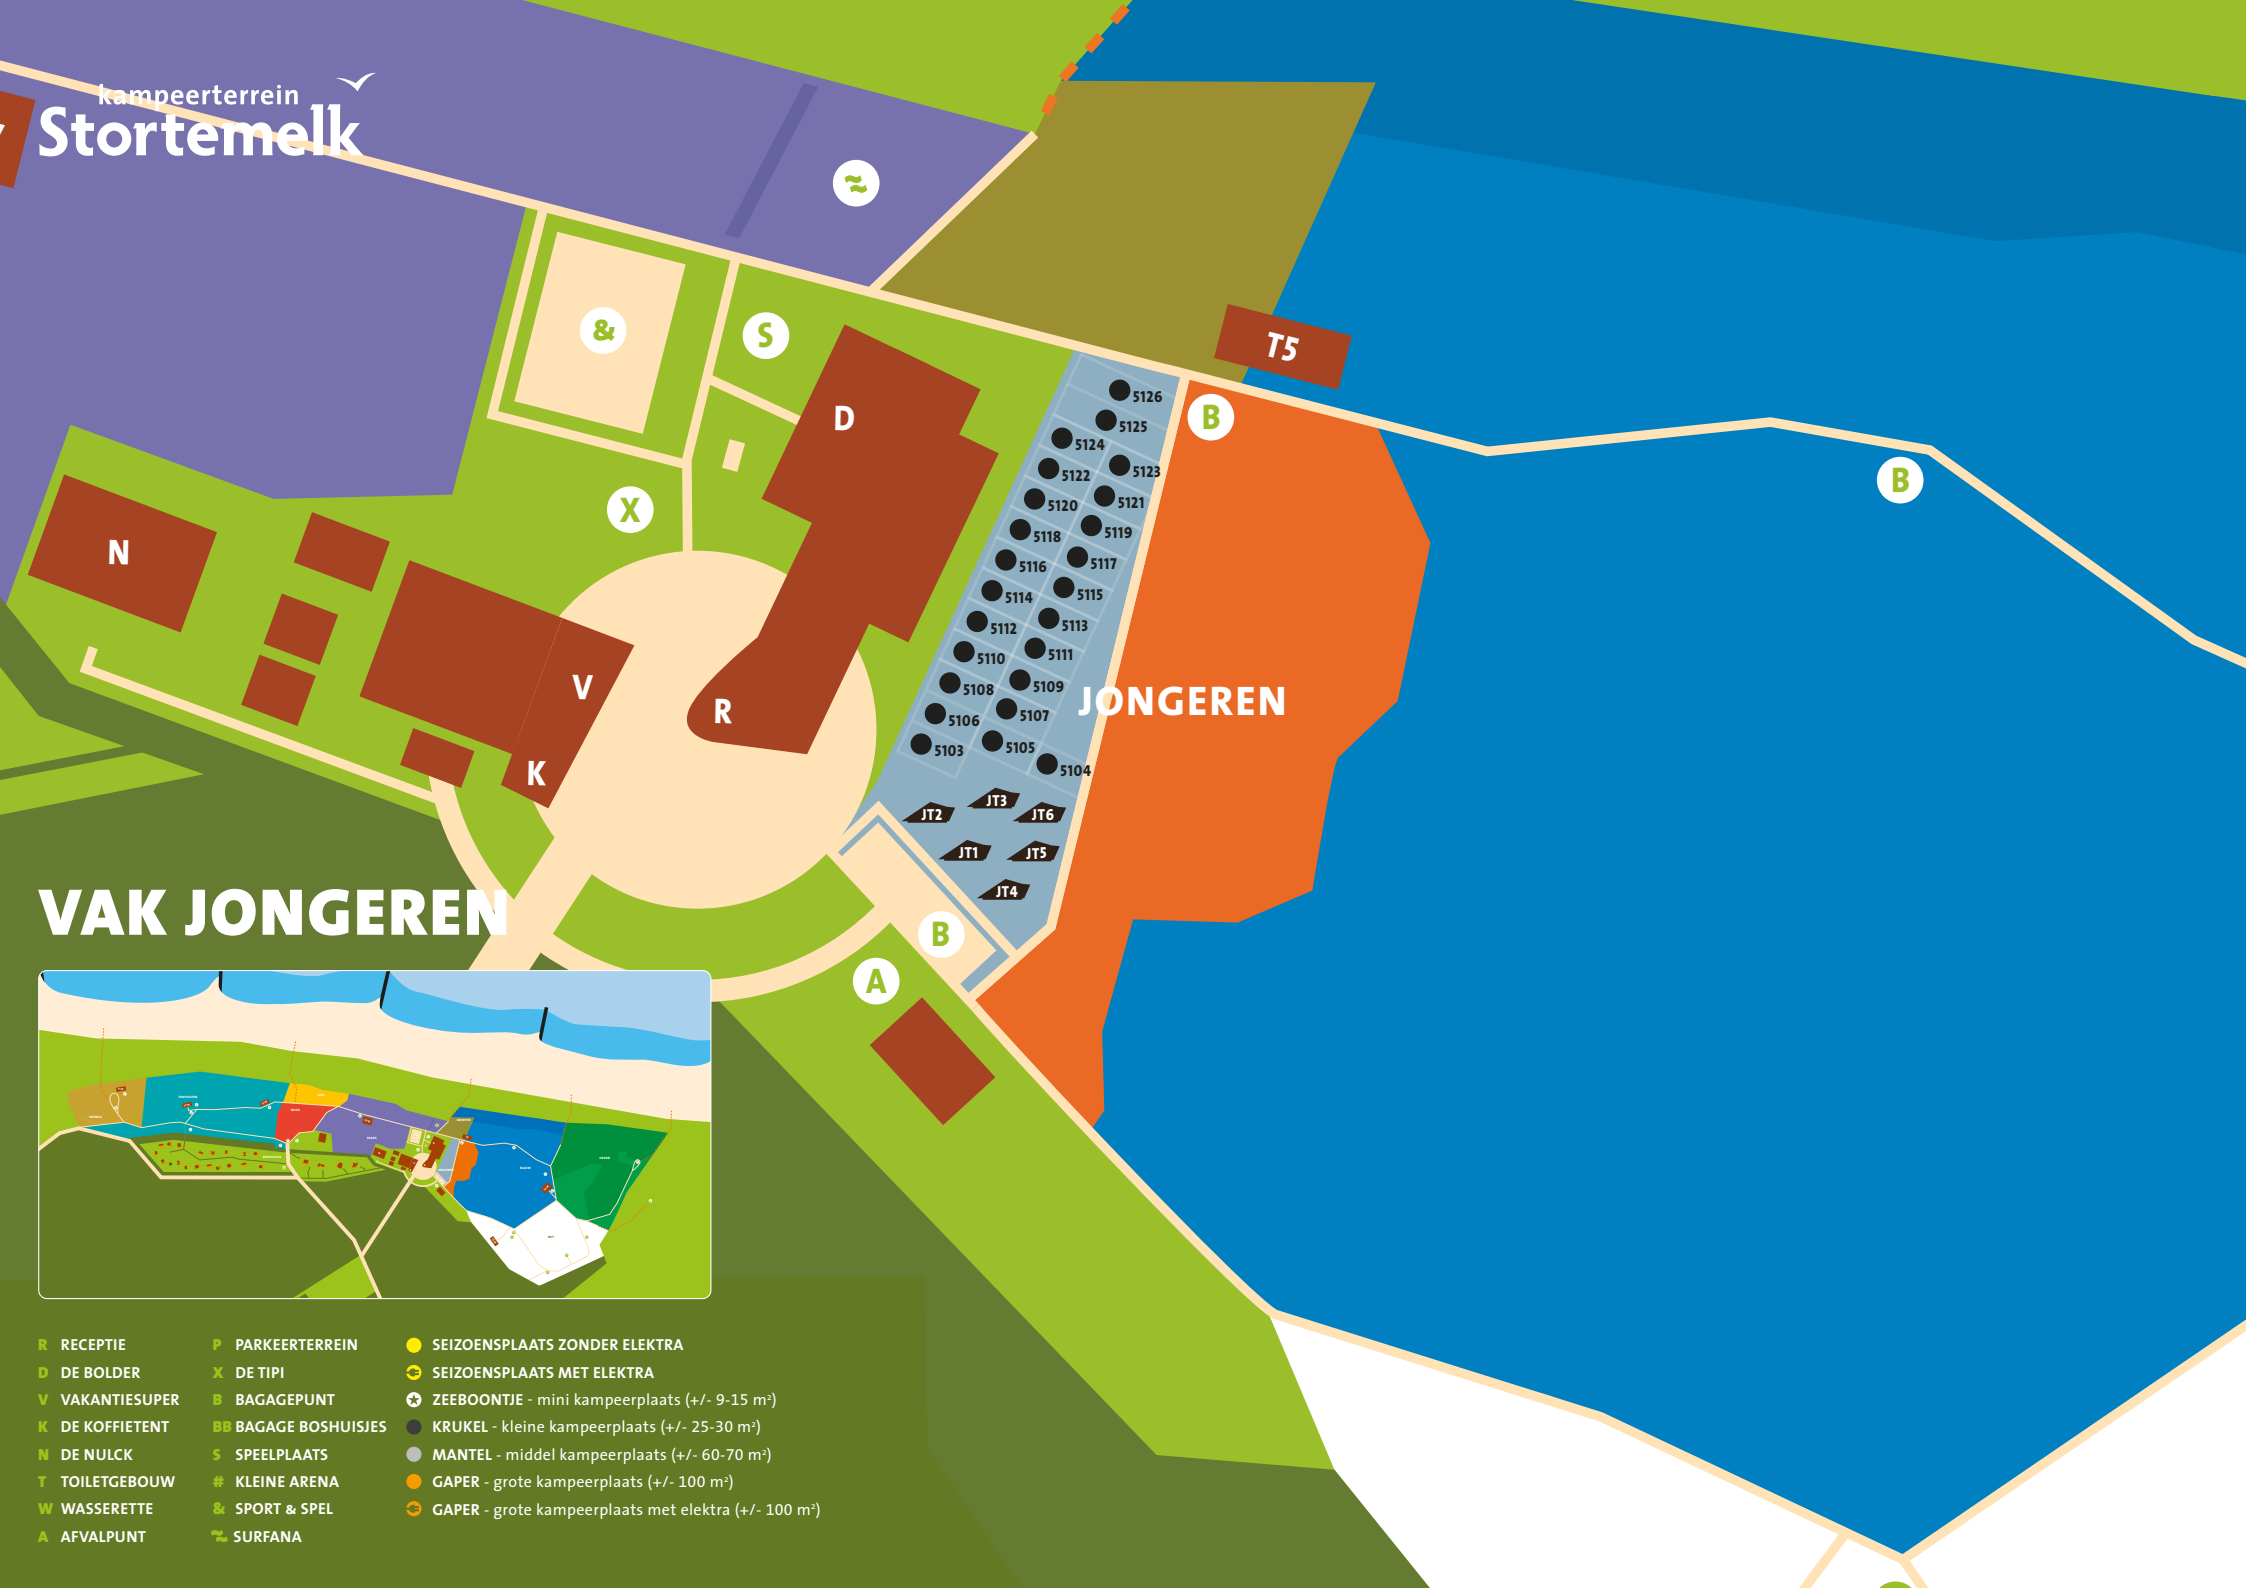 kampeerterrein
Stortemelk
&
S
D
T5
B
B
X
N
V
K
R
5126
5125
5124
5123
5122
5121
5120
5119
5118
5117
5116
5115
5114
5113
5112
5111
5110
5109
5108
5107
5106
5105
5103
5104
JONGEREN
JT3
JT2
JT6
JT1
JT5
JT4
B
A
VAK JONGEREN
R RECEPTIE
D DE BOLDER
V VAKANTIESUPER
K DE KOFFIETENT
N DE NULCK
T TOILETGEBOUW
W WASSERETTE
A AFVALPUNT
P PARKEERTERREIN
X DE TIPI
B BAGAGEPUNT
BB BAGAGE BOSHUISJES
S SPEELPLAATS
# KLEINE ARENA
& SPORT & SPEL
SURFANA
SEIZOENSPLAATS ZONDER ELEKTRA
SEIZOENSPLAATS MET ELEKTRA
ZEEBOONTJE - mini kampeerplaats (+/- 9-15 m²)
KRUKEL - kleine kampeerplaats (+/- 25-30 m²)
MANTEL - middel kampeerplaats (+/- 60-70 m²)
GAPER - grote kampeerplaats (+/- 100 m²)
GAPER - grote kampeerplaats met elektra (+/- 100 m²)